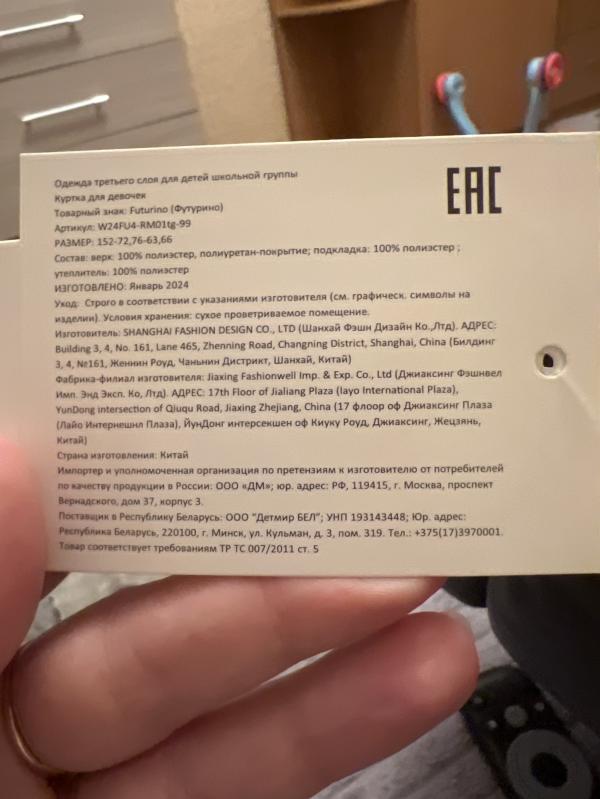 Одежда третьего слоя для детей школьной группы
Куртка для девочек
Товарный знак: Futurino (Футурино)
Артикул: W24FU4-RM01tg-99
РАЗМЕР: 152-72,76-63,66
Состав: верх: 100% полиэстер, полиуретан-покрытие; подкладка: 100% полиэстер ;
утеплитель: 100% полиэстер
ИЗГОТОВЛЕНО: Январь 2024
Уход: Строго в соответствии с указаниями изготовителя (см. графическ. символы на
изделии). Условия хранения: сухое проветриваемое помещение.
Изготовитель: SHANGHAI FASHION DESIGN CO., LTD (Шанхай Фэшн Дизайн Ко.,Лтд). АДРЕС:
Building 3, 4, No. 161, Lane 465, Zhenning Road, Changning District, Shanghai, China (Билдинг
3, 4, №161, Женнин Роуд, Чаньнин Дистрикт, Шанхай, Китай)
Фабрика-филиал изготовителя: Jiaxing Fashionwell Imp. & Exp. Co., Ltd (Джиаксинг Фэшнвел
Имп. Энд Эксп. Ко, Лтд). АДРЕС: 17th Floor of Jialiang Plaza (layo International Plaza),
YunDong intersection of Qiuqu Road, Jiaxing Zhejiang, China (17 флоор оф Джиаксинг Плаза
(Лайо Интернешнл Плаза), ЙунДонг интерсекшен оф Киуку Роуд, Джиаксинг, Жецзянь,
Китай)
Страна изготовления: Китай
Импортер и уполномоченная организация по претензиям к изготовителю от потребителей
по качеству продукции в России: ООО «ДМ»; юр. адрес: РФ, 119415, г. Москва, проспект
Вернадского, дом 37, корпус 3.
Поставщик в Республику Беларусь: ООО "Детмир БЕЛ"; УНП 193143448; Юр. адрес:
Республика Беларусь, 220100, г. Минск, ул. Кульман, д. 3, пом. 319. Тел.: +375(17)3970001.
Товар соответствует требованиям ТР ТС 007/2011 ст. 5
EAC